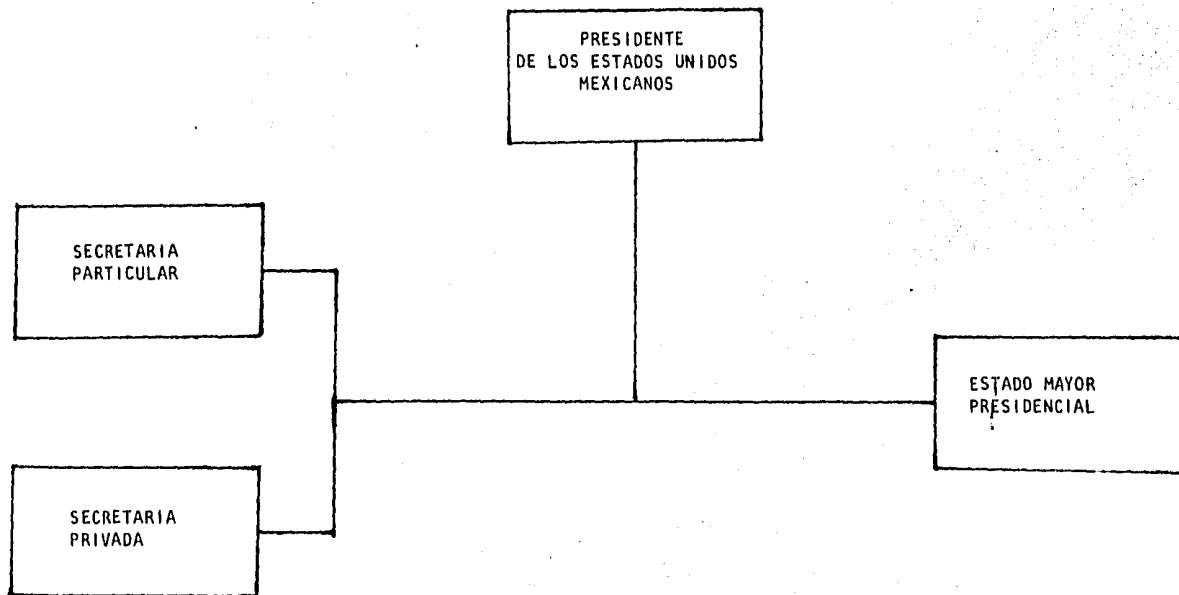 PRESIDENTE
DE LOS ESTADOS UNIDOS
MEXICANOS
SECRETARIA
PARTICULAR
ESTADO MAYOR
PRESIDENCIAL
SECRETARIA
PRIVADA